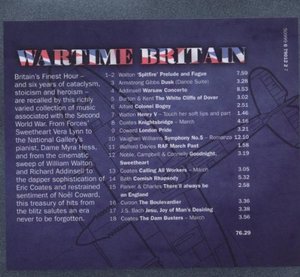 WARTIME BRITAIN
Britain's Finest Hour –
and six years of cataclysm,
stoicism and heroism –
are recalled by this richly
varied collection of music
associated with the Second
World War. From Forces'
Sweetheart Vera Lynn to
the National Gallery's
pianist, Dame Myra Hess,
and from the cinematic
sweep of William Walton
and Richard Addinsell to
the dapper sophistication of
Eric Coates and restrained
sentiment of Noël Coward,
this treasury of hits from
the blitz salutes an era
never to be forgotten.
1–2 Walton 'Spitfire' Prelude and Fugue 7.59
3 Armstrong Gibbs Dusk (Dance Suite) 3.28
4 Addinsell Warsaw Concerto 8.53
5 Burton & Kent The White Cliffs of Dover 3.02
6 Alford Colonel Bogey 2.51
7 Walton Henry V – Touch her soft lips and part 1.46
8 Coates Knightsbridge – March 4.16
9 Coward London Pride 3.21
10 Vaughan Williams Symphony No.5 – Romanza 12.10
11 Walford Davies RAF March Past 2.51
12 Noble, Campbell & Connelly Goodnight, 3.19
Sweetheart
13 Coates Calling All Workers – March 3.05
14 Bath Cornish Rhapsody 5.32
15 Parker & Charles There'll always be 2.58
an England
16 Curzon The Boulevardier 3.38
17 J.S. Bach Jesu, Joy of Man's Desiring 3.38
18 Coates The Dam Busters – March 3.56
76.29